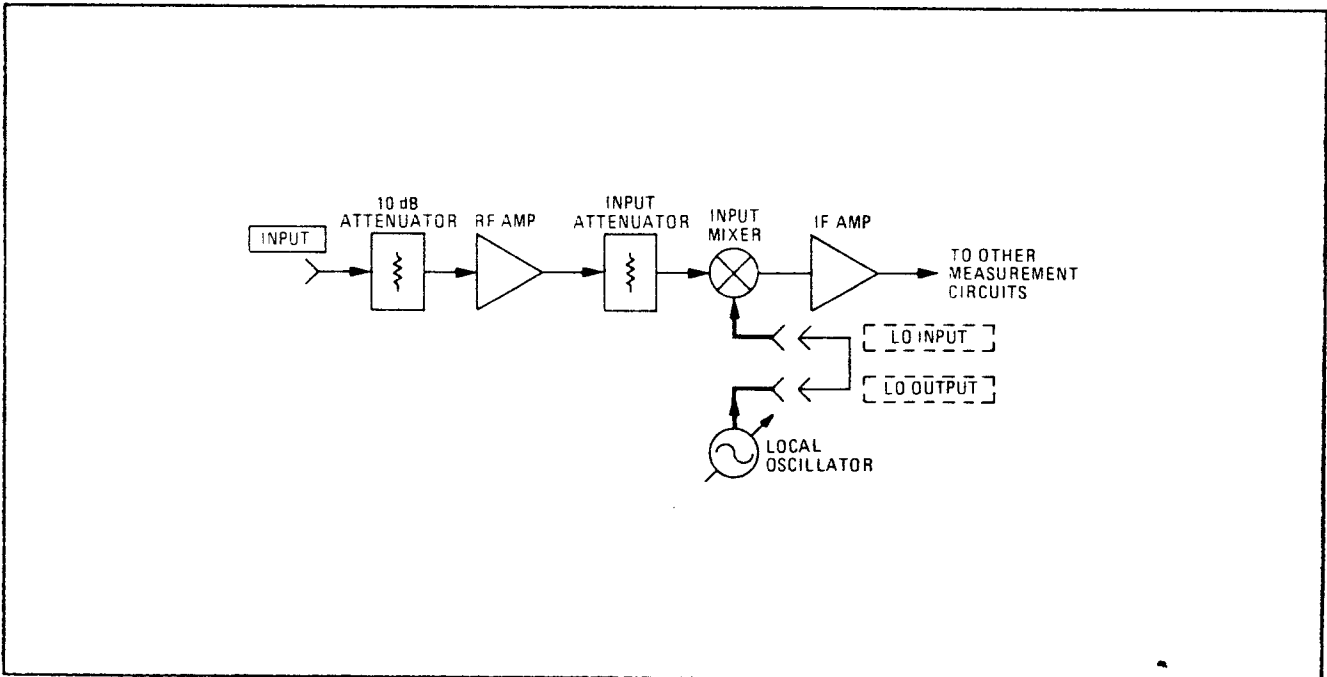 10 dB
ATTENUATOR
RF AMP
INPUT
ATTENUATOR
INPUT
MIXER
IF AMP
INPUT
TO OTHER
MEASUREMENT
CIRCUITS
LO INPUT
LO OUTPUT
LOCAL
OSCILLATOR